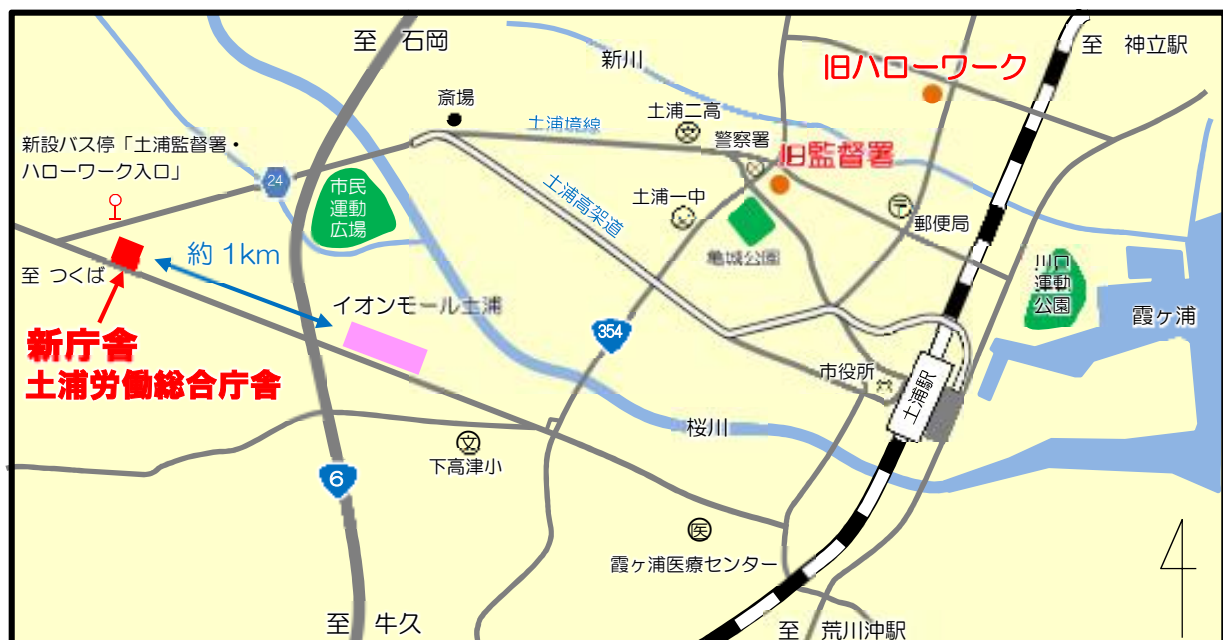 至 石岡
新川
旧ハローワーク
至 神立駅
斎場
土浦二高
土浦境線
警察署
旧監督署
新設バス停「土浦監督署・
ハローワーク入口」
24
市民
運動
広場
土浦高架道
土浦一中
〒
郵便局
亀城公園
川口
運動
公園
霞ヶ浦
約 1km
至 つくば
イオンモール土浦
354
新庁舎
土浦労働総合庁舎
市役所
土浦駅
桜川
文
下高津小
6
医
霞ヶ浦医療センター
至 牛久
至 荒川沖駅